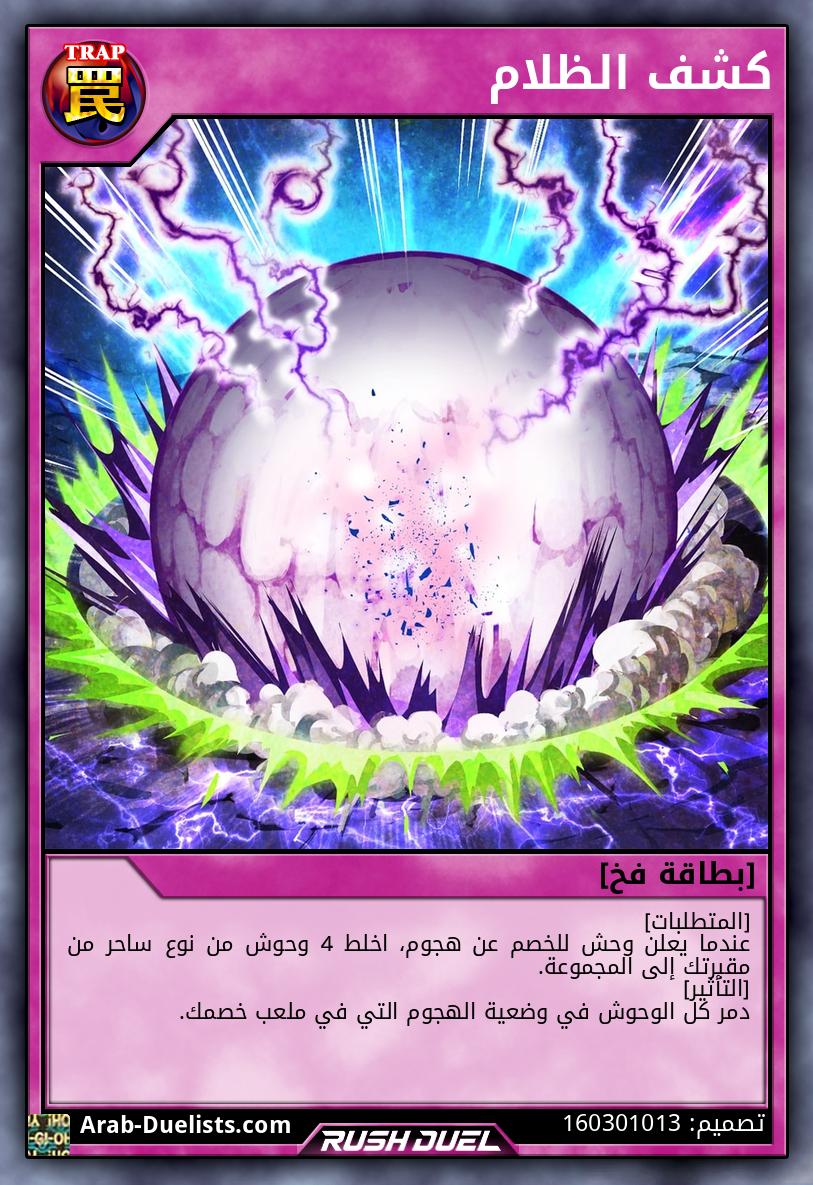 TRAP
罠
كشف الظلام
[بطاقة فخ]
[المتطلبات]
عندما يعلن وحش للخصم عن هجوم، اخلط 4 وحوش من نوع ساحر من
مقبرتك إلى المجموعة.
[التأثير]
دمر كل الوحوش في وضعية الهجوم التي في ملعب خصمك.
تصميم: 160301013
Arab-Duelists.com
RUSH DUEL